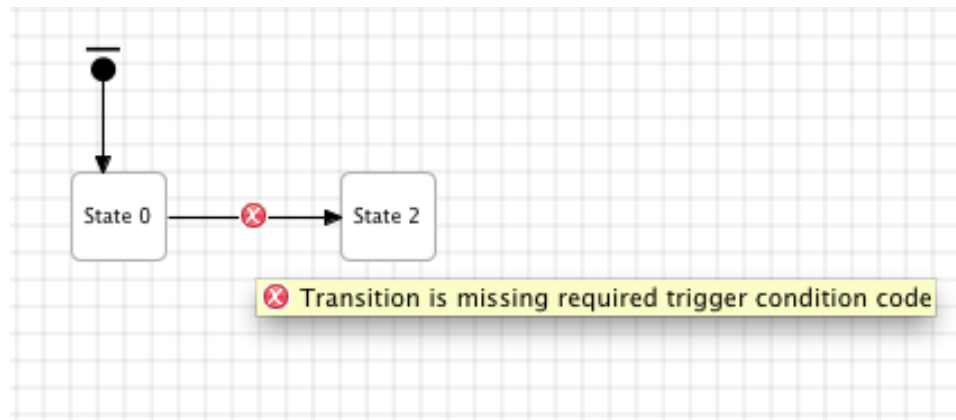 State 0
State 2
Transition is missing required trigger condition code